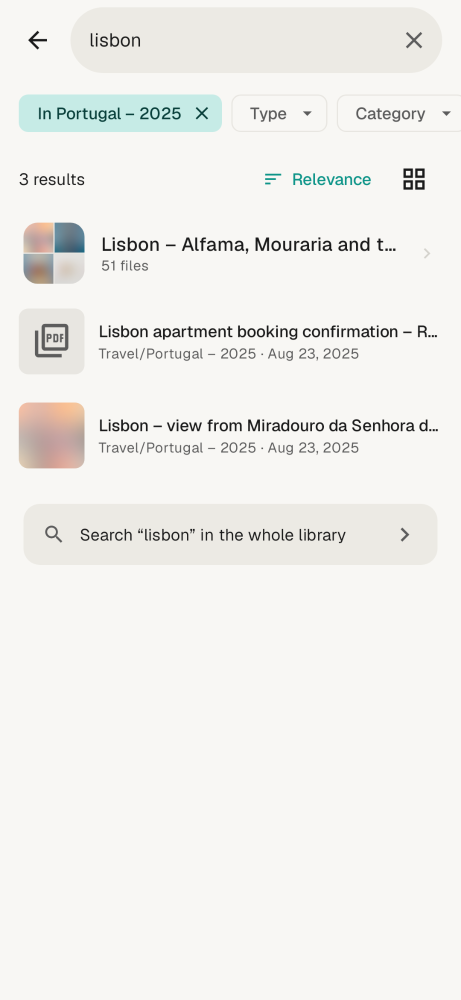 lisbon
In Portugal – 2025
Type
Category
3 results
Relevance
Lisbon – Alfama, Mouraria and t...
51 files
PDF
Lisbon apartment booking confirmation – R...
Travel/Portugal – 2025 · Aug 23, 2025
Lisbon – view from Miradouro da Senhora d...
Travel/Portugal – 2025 · Aug 23, 2025
Search “lisbon” in the whole library